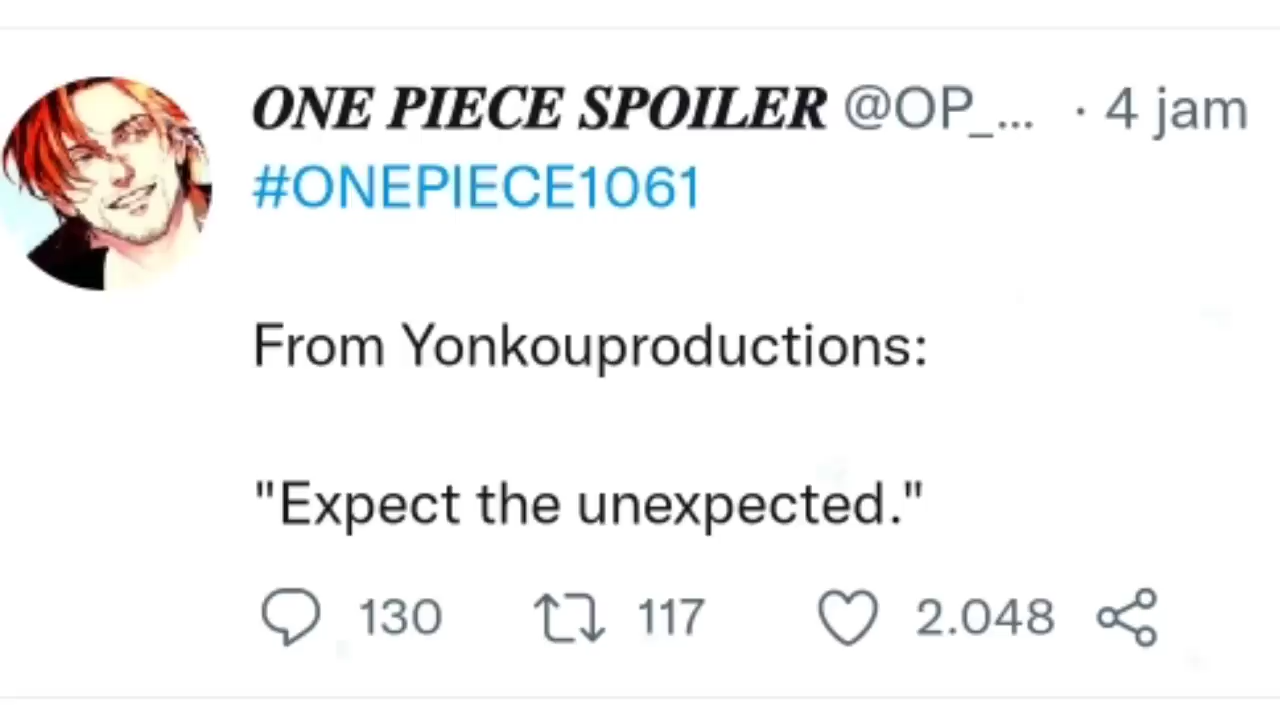 ONE PIECE SPOILER @OP_... · 4 jam
#ONEPIECE1061
From Yonkouproductions:
"Expect the unexpected."
130 117 2.048